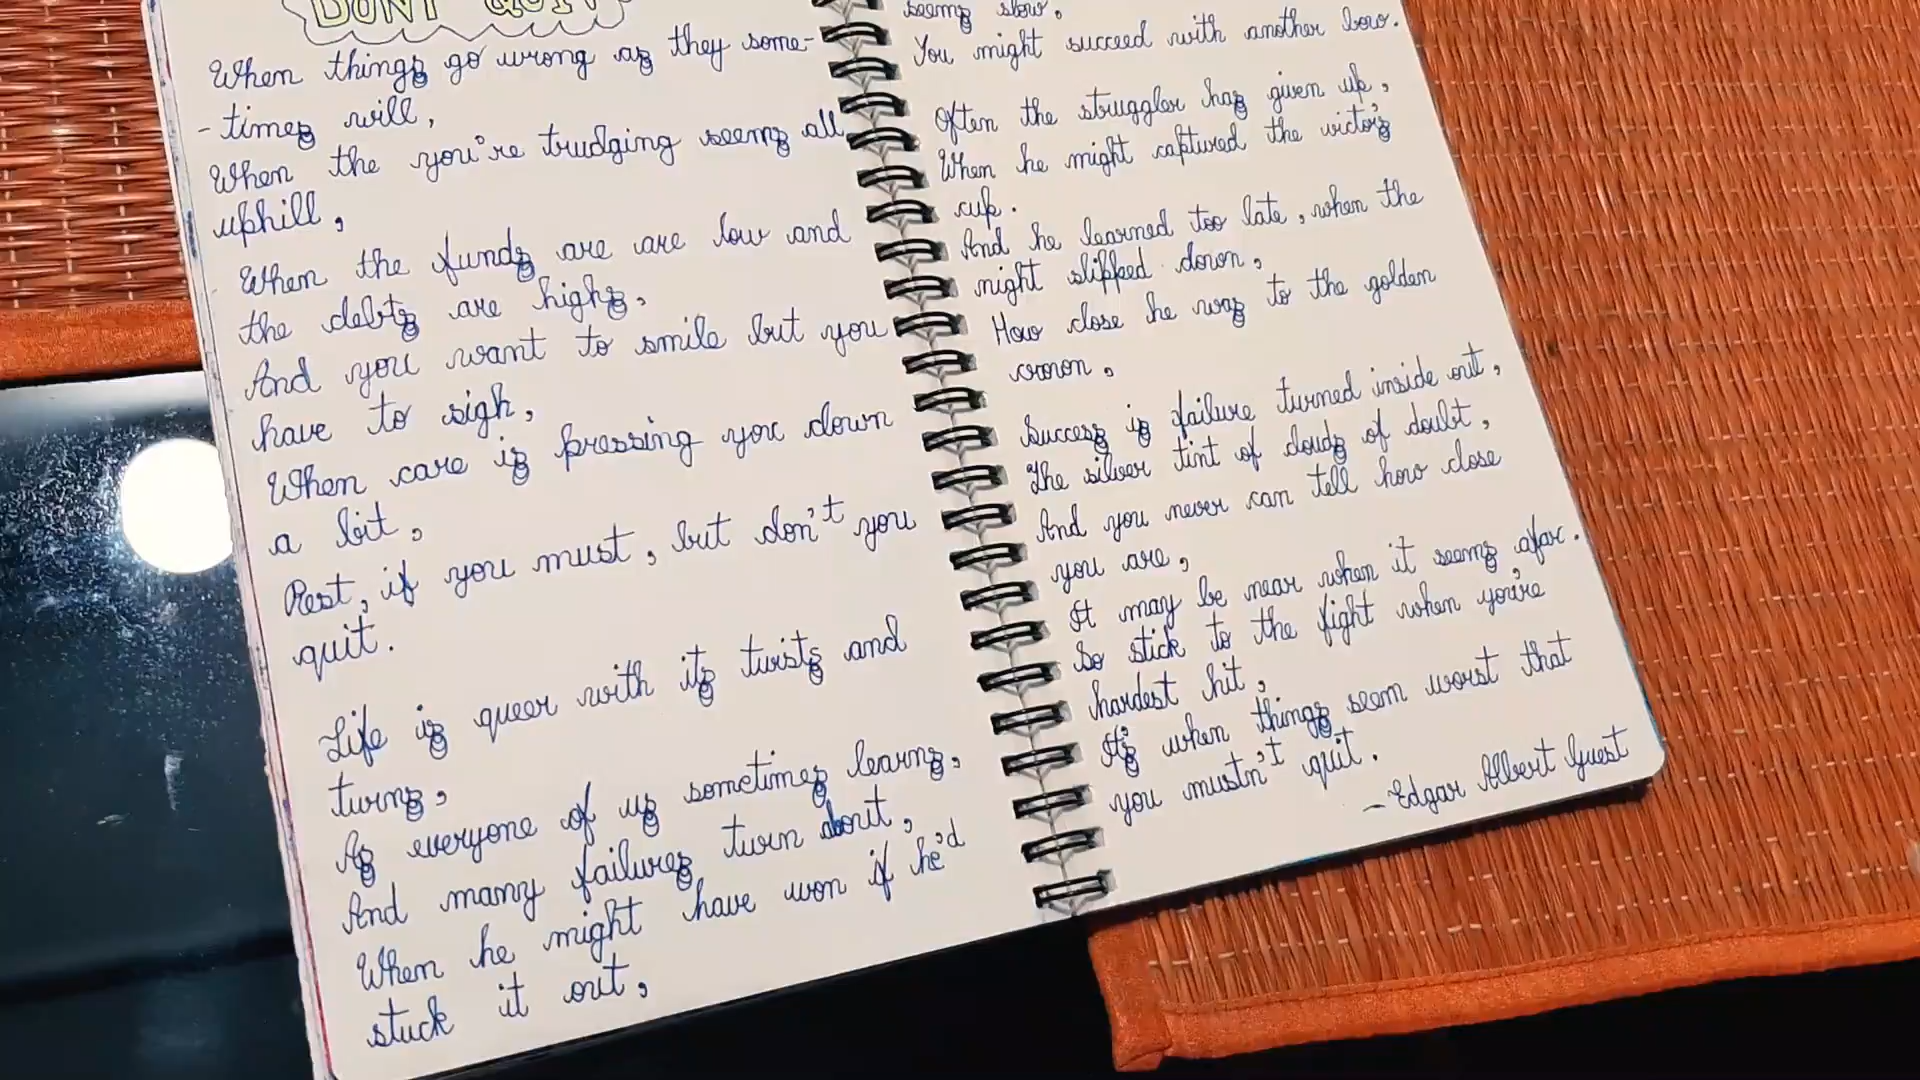 DON'T QUIT
When things go wrong as they some-
-times will,
When the you're trudging seems all
uphill,
When the funds are are low and
the debts are highs,
And you want to smile but you
have to sigh,
When care is pressing you down
a bit,
Rest, if you must, but don't you
quit.
Life is queer with its twists and
turns,
As everyone of us sometimes learns,
And many failures turn about,
When he might have won if he'd
stuck it out,
seems slow,
You might succeed with another bow.
Often the struggler has given up,
When he might captured the victor's
cup.
And he learned too late, when the
night slipped down,
How close he was to the golden
crown,
Success is failure turned inside out,
The silver tint of clouds of doubt,
And you never can tell how close
you are,
It may be near when it seems afar.
So stick to the fight when you're
hardest hit,
It's when things seem worst that
you mustn't quit.
-Edgar Albert Guest